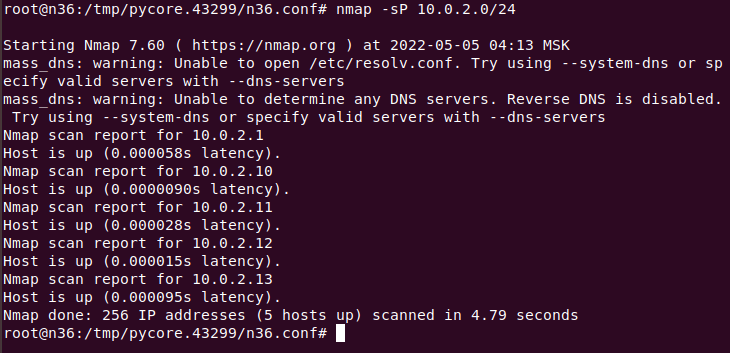 root@n36:/tmp/pycore.43299/n36.conf# nmap -sP 10.0.2.0/24
Starting Nmap 7.60 ( https://nmap.org ) at 2022-05-05 04:13 MSK
mass_dns: warning: Unable to open /etc/resolv.conf. Try using --system-dns or sp
ecify valid servers with --dns-servers
mass_dns: warning: Unable to determine any DNS servers. Reverse DNS is disabled.
 Try using --system-dns or specify valid servers with --dns-servers
Nmap scan report for 10.0.2.1
Host is up (0.000058s latency).
Nmap scan report for 10.0.2.10
Host is up (0.0000090s latency).
Nmap scan report for 10.0.2.11
Host is up (0.000028s latency).
Nmap scan report for 10.0.2.12
Host is up (0.000015s latency).
Nmap scan report for 10.0.2.13
Host is up (0.000095s latency).
Nmap done: 256 IP addresses (5 hosts up) scanned in 4.79 seconds
root@n36:/tmp/pycore.43299/n36.conf#